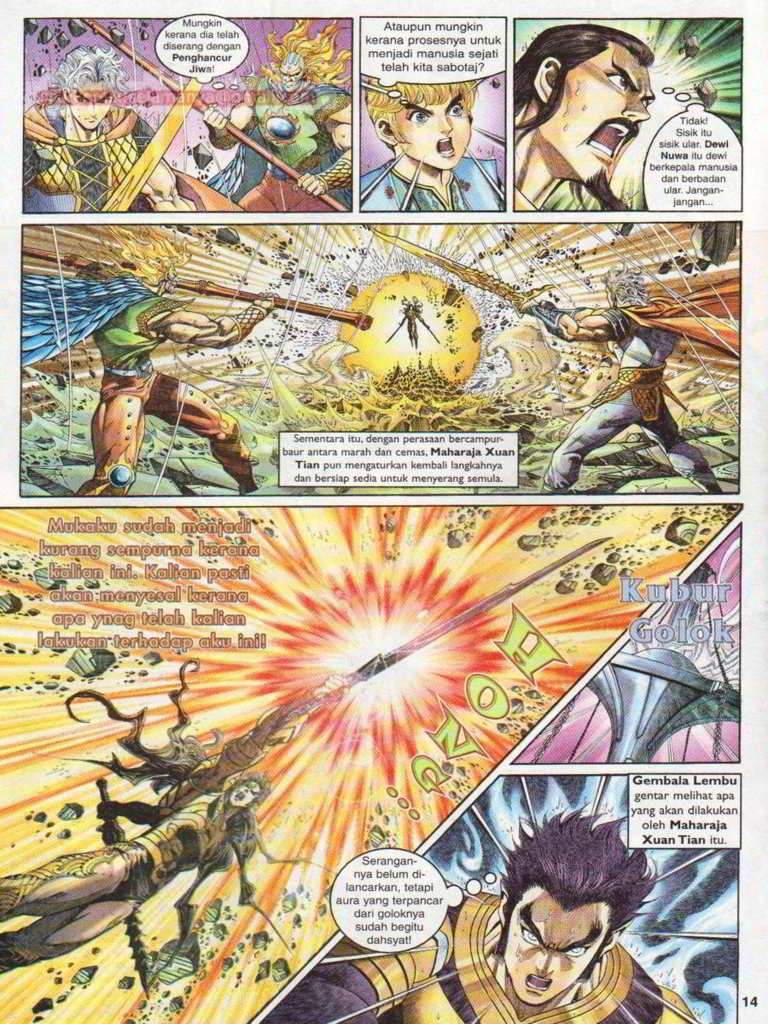 Mungkin
kerana dia telah
diserang dengan
Penghancur
Jiwa!
Ataupun mungkin
kerana prosesnya untuk
menjadi manusia sejati
telah kita sabotaj?
Tidak!
Sisik itu
sisik ular. Dewi
Nuwa itu dewi
berkepala manusia
dan berbadan
ular. Jangan-
jangan...
Sementara itu, dengan perasaan bercampur-
baur antara marah dan cemas, Maharaja Xuan
Tian pun mengaturkan kembali langkahnya
dan bersiap sedia untuk menyerang semula.
Mukaku sudah menjadi
kurang sempurna kerana
kalian ini. Kalian pasti
akan menyesal kerana
apa ynag telah kalian
lakukan terhadap aku ini!
Kubur
Golok
HONG...
Gembala Lembu
gentar melihat apa
yang akan dilakukan
oleh Maharaja
Xuan Tian itu.
Serangan-
nya belum di-
lancarkan, tetapi
aura yang terpancar
dari goloknya
sudah begitu
dahsyat!
14